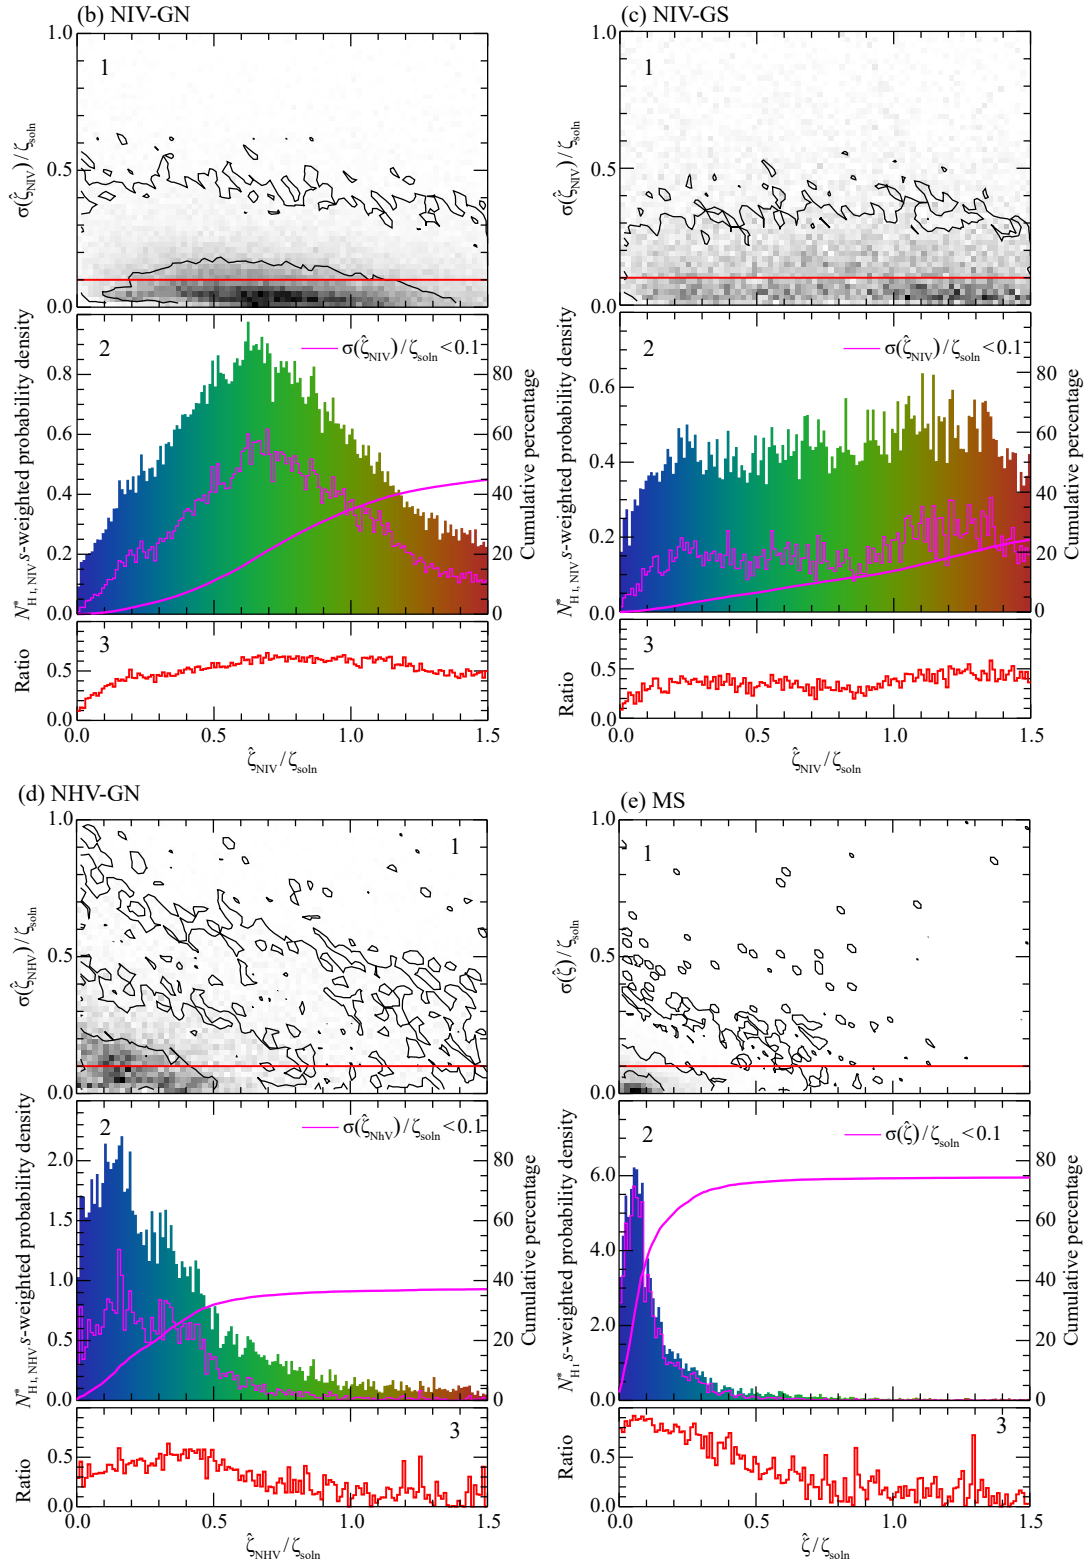 (b) NIV-GN
1
1.0
0.5
0.0
σ(ζ̂NIV)/ζsoln
2
σ(ζ̂NIV)/ζsoln<0.1
0.8
0.6
0.4
0.2
0
N*H I, NIV s-weighted probability density
80
60
40
20
0
Cumulative percentage
3
0.5
0.0
Ratio
0.0 0.5 1.0 1.5
ζ̂NIV/ζsoln
(c) NIV-GS
1
1.0
0.5
0.0
σ(ζ̂NIV)/ζsoln
2
σ(ζ̂NIV)/ζsoln<0.1
0.6
0.4
0.2
0.0
N*H I, NIV s-weighted probability density
80
60
40
20
0
Cumulative percentage
3
0.5
0.0
Ratio
0.0 0.5 1.0 1.5
ζ̂NIV/ζsoln
(d) NHV-GN
1
1.0
0.5
0.0
σ(ζ̂NHV)/ζsoln
2
σ(ζ̂NhV)/ζsoln<0.1
2.0
1.5
1.0
0.5
0.0
N*H I, NHV s-weighted probability density
80
60
40
20
0
Cumulative percentage
3
0.5
0.0
Ratio
0.0 0.5 1.0 1.5
ζ̂NHV/ζsoln
(e) MS
1
1.0
0.5
0.0
σ(ζ̂)/ζsoln
2
σ(ζ̂)/ζsoln<0.1
6.0
4.0
2.0
0.0
N*H I s-weighted probability density
80
60
40
20
0
Cumulative percentage
3
0.5
0.0
Ratio
0.0 0.5 1.0 1.5
ζ̂/ζsoln